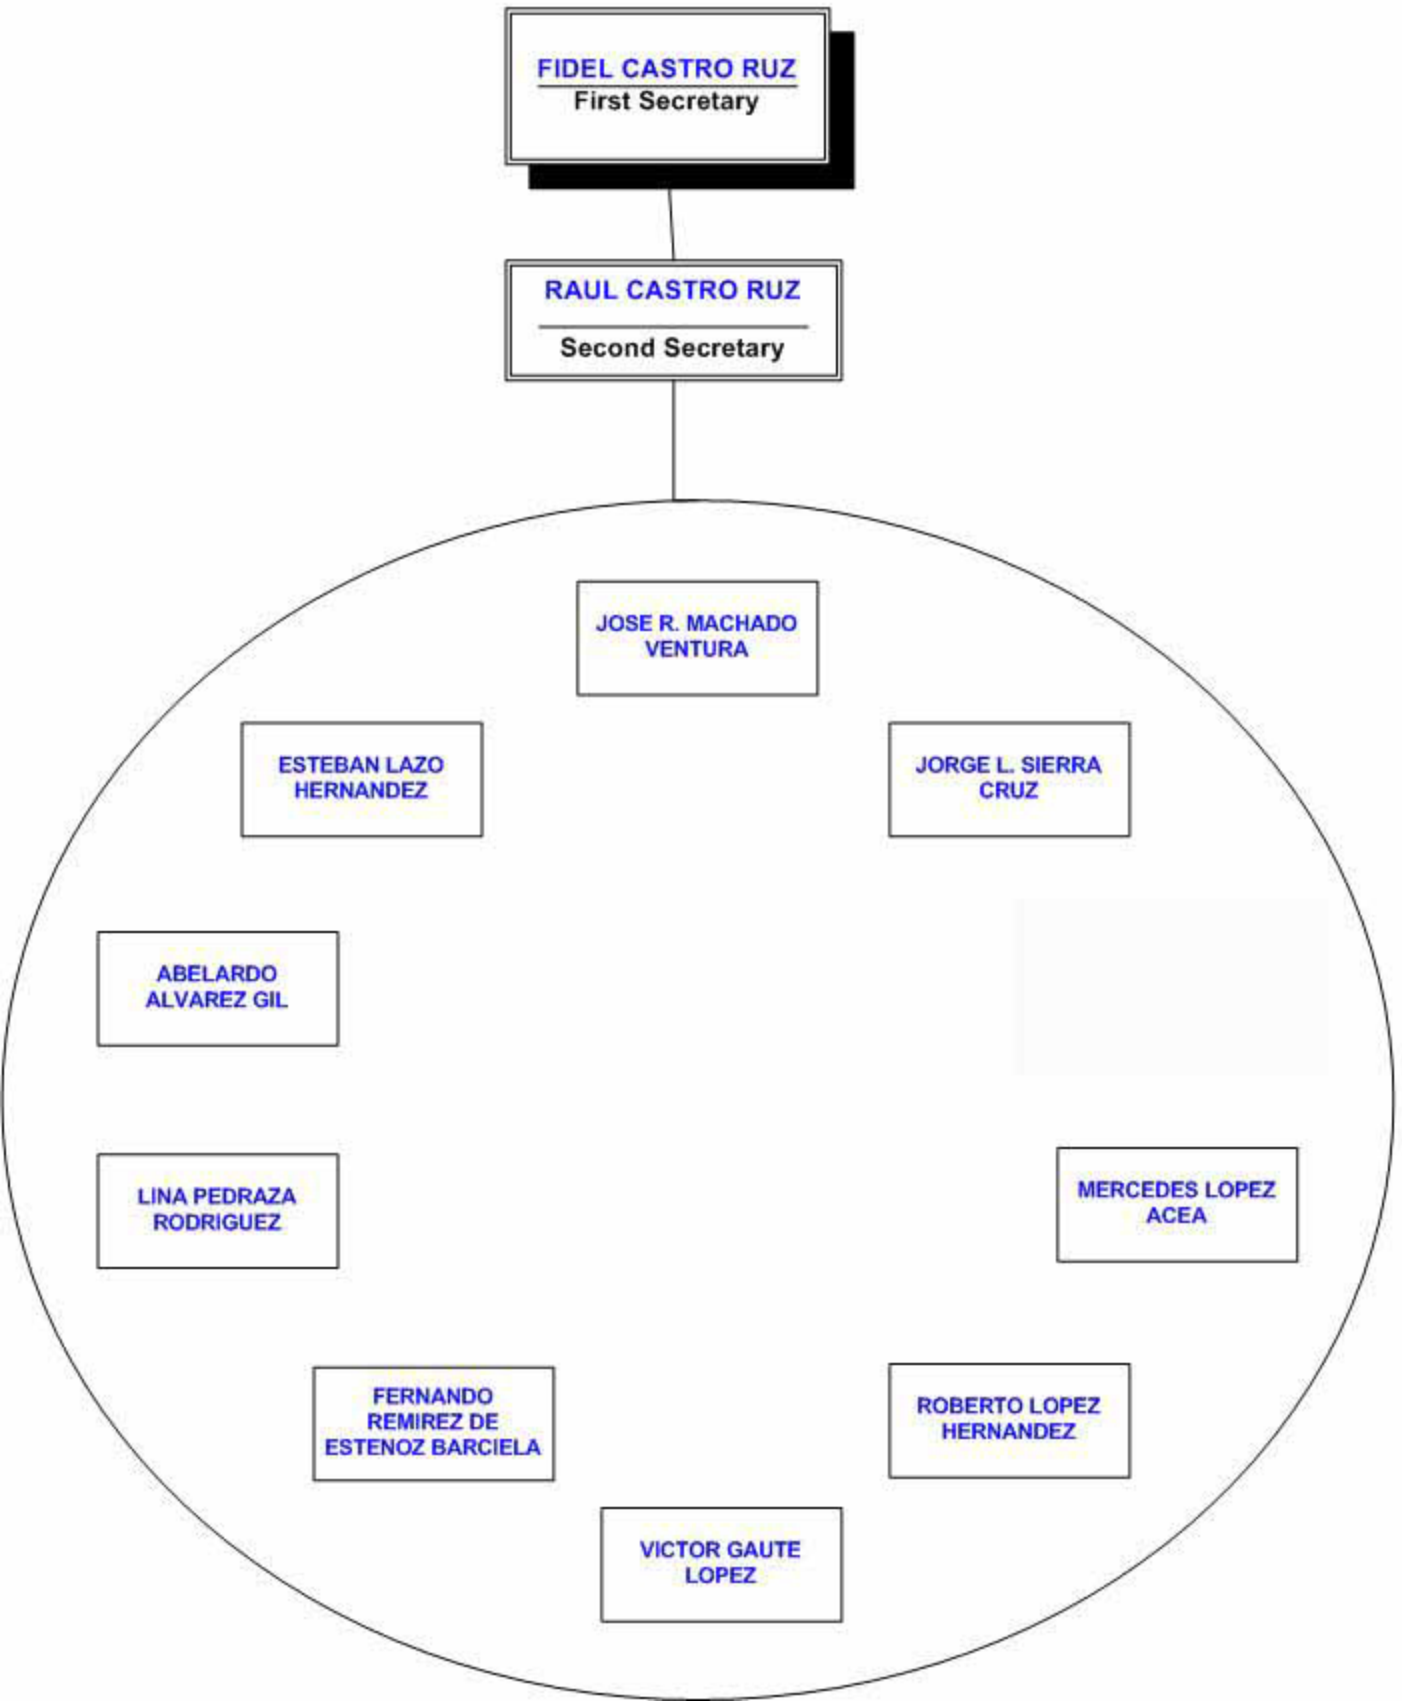 FIDEL CASTRO RUZ
First Secretary
RAUL CASTRO RUZ
Second Secretary
JOSE R. MACHADO
VENTURA
ESTEBAN LAZO
HERNANDEZ
JORGE L. SIERRA
CRUZ
ABELARDO
ALVAREZ GIL
LINA PEDRAZA
RODRIGUEZ
MERCEDES LOPEZ
ACEA
FERNANDO
REMIREZ DE
ESTENOZ BARCIELA
ROBERTO LOPEZ
HERNANDEZ
VICTOR GAUTE
LOPEZ